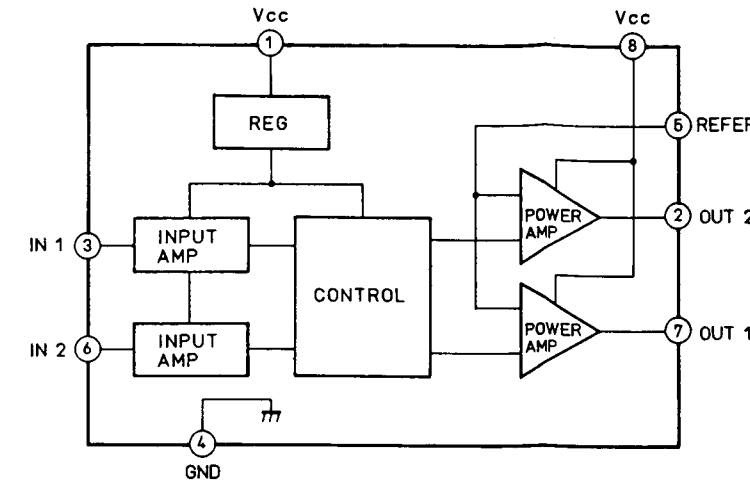 Vcc
Vcc
1
8
REG
5
REFER
POWER
AMP
2
OUT 2
IN 1
3
INPUT
AMP
CONTROL
IN 2
6
INPUT
AMP
POWER
AMP
7
OUT 1
4
GND